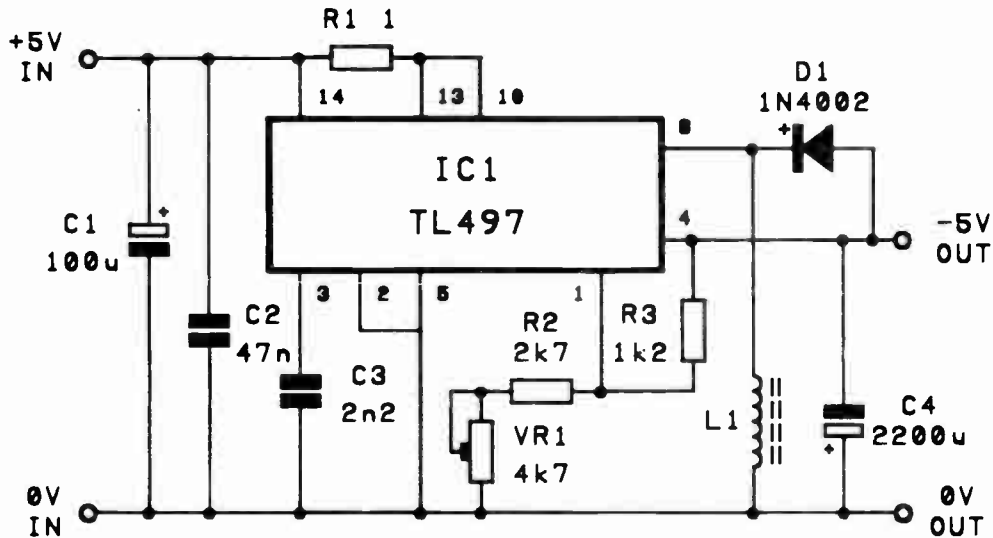 R1 1
+5V
IN
14
13
10
D1
1N4002
+
8
IC1
TL497
4
C1
+
100u
-5V
OUT
3
2
5
1
C2
47n
R2
2k7
R3
1k2
C3
2n2
VR1
4k7
L1
C4
2200u
+
0V
IN
0V
OUT